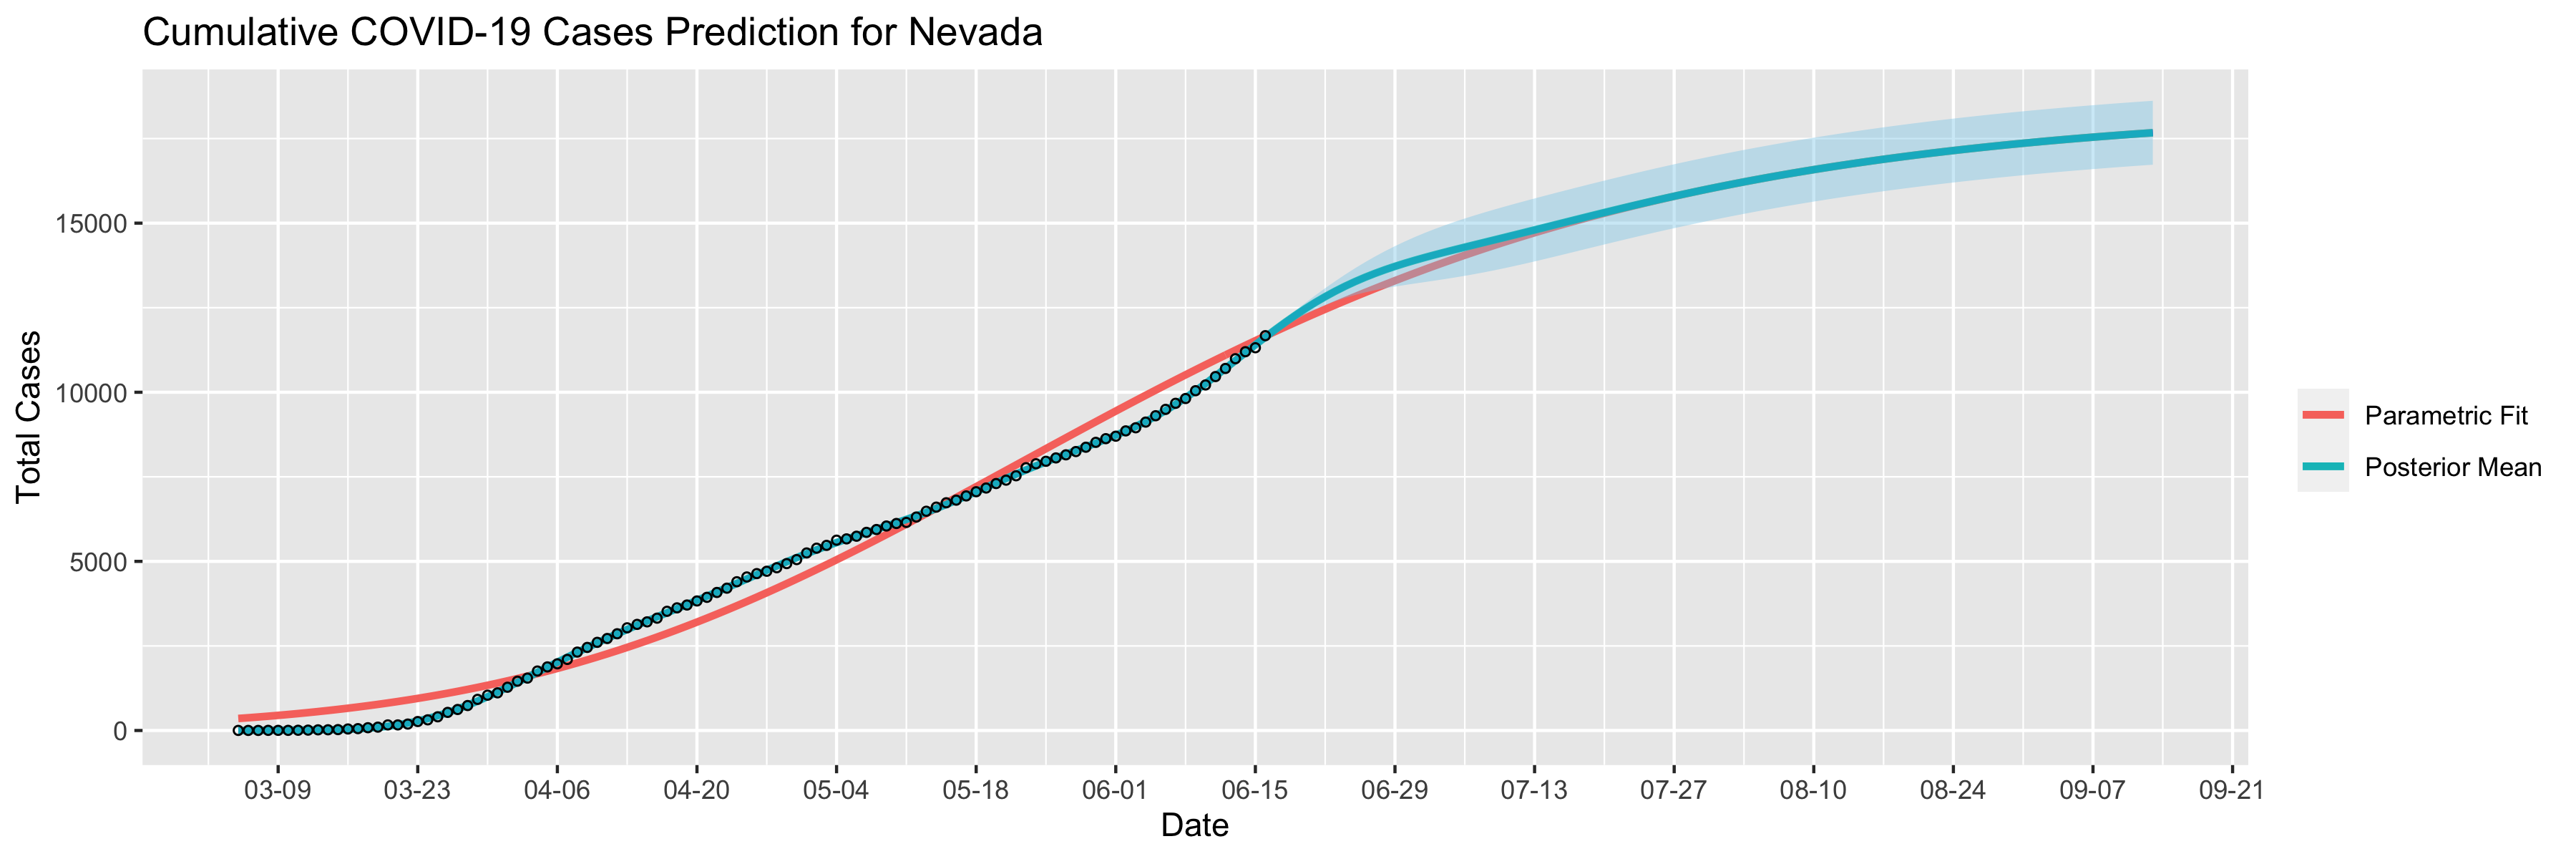 Cumulative COVID-19 Cases Prediction for Nevada
Total Cases
15000
10000
5000
0
03-09 03-23 04-06 04-20 05-04 05-18 06-01 06-15 06-29 07-13 07-27 08-10 08-24 09-07 09-21
Date
Parametric Fit
Posterior Mean